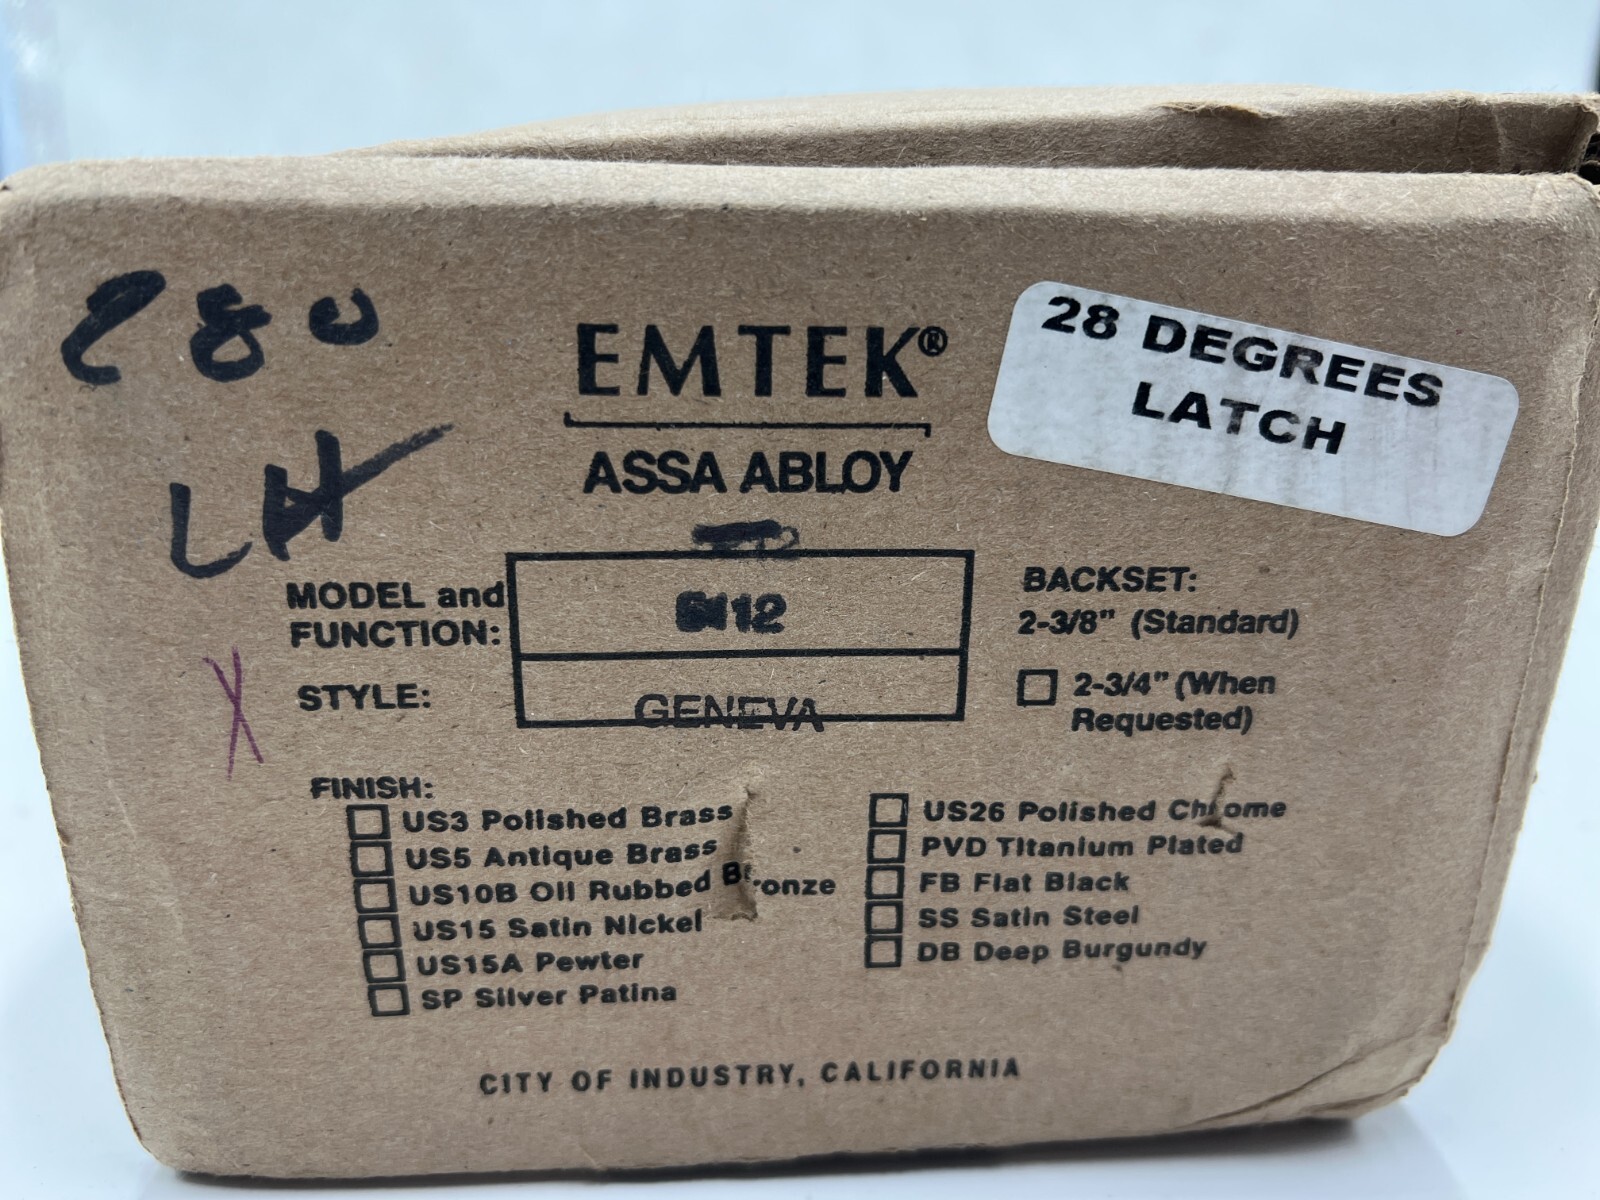 280
LH
EMTEK®
ASSA ABLOY
28 DEGREES
LATCH
MODEL and
FUNCTION:
STYLE:
GENEVA
BACKSET:
2-3/8" (Standard)
2-3/4" (When
Requested)
X
FINISH:
US3 Polished Brass
US5 Antique Brass
US10B Oil Rubbed Bronze
US15 Satin Nickel
US15A Pewter
SP Silver Patina
US26 Polished Chrome
PVD Titanium Plated
FB Flat Black
SS Satin Steel
DB Deep Burgundy
CITY OF INDUSTRY, CALIFORNIA